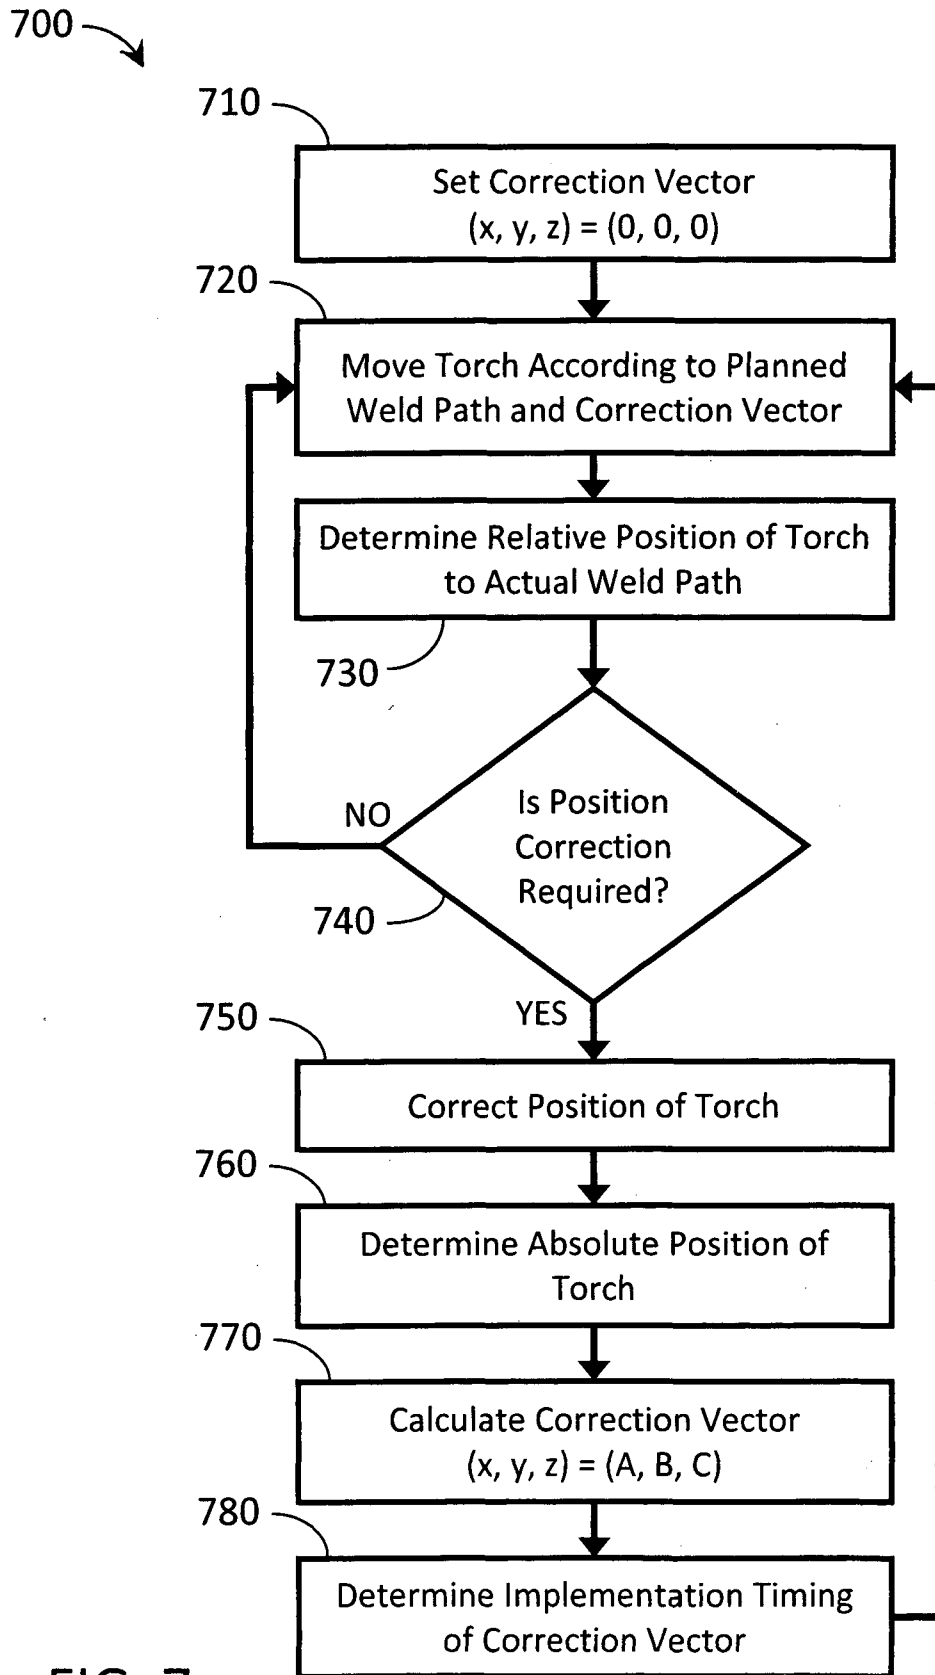 700
710
Set Correction Vector
(x, y, z) = (0, 0, 0)
720
Move Torch According to Planned
Weld Path and Correction Vector
Determine Relative Position of Torch
to Actual Weld Path
730
Is Position
Correction
Required?
NO
740
YES
750
Correct Position of Torch
760
Determine Absolute Position of
Torch
770
Calculate Correction Vector
(x, y, z) = (A, B, C)
780
Determine Implementation Timing
of Correction Vector
FIG. 7